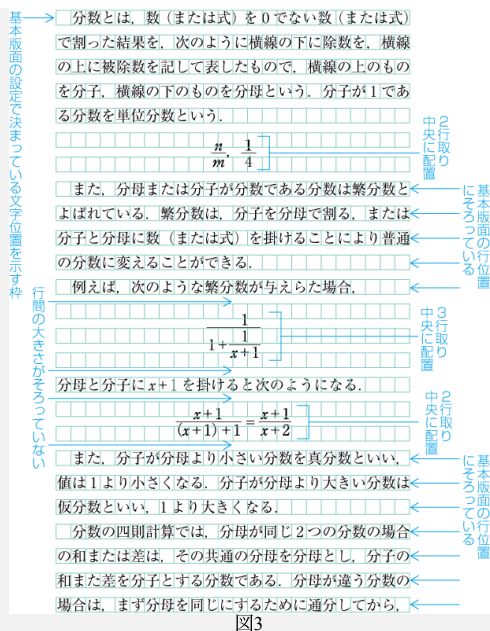 基本版面の設定で決まっている文字位置を示す枠
分数とは，数（または式）を0でない数（または式）
で割った結果を，次のように横線の下に除数を，横線
の上に被除数を記して表したもので，横線の上のもの
を分子，横線の下のものを分母という．分子が1であ
る分数を単位分数という．
n/m，1/4
2行取り
中央に配置
また，分母または分子が分数である分数は繁分数と
よばれている．繁分数は，分子を分母で割る，または
分子と分母に数（または式）を掛けることにより普通
の分数に変えることができる．
基本版面の行位置
にそろっている
例えば，次のような繁分数が与えらた場合，
行間の大きさがそろっていない
1/(1+1/(x+1))
3行取り
中央に配置
分母と分子にx+1を掛けると次のようになる．
(x+1)/((x+1)+1)=(x+1)/(x+2)
2行取り
中央に配置
また，分子が分母より小さい分数を真分数といい，
値は1より小さくなる．分子が分母より大きい分数は
仮分数といい，1より大きくなる．
基本版面の行位置
にそろっている
分数の四則計算では，分母が同じ2つの分数の場合
の和または差は，その共通の分母を分母とし，分子の
和また差を分子とする分数である．分母が違う分数の
場合は，まず分母を同じにするために通分してから，
図3